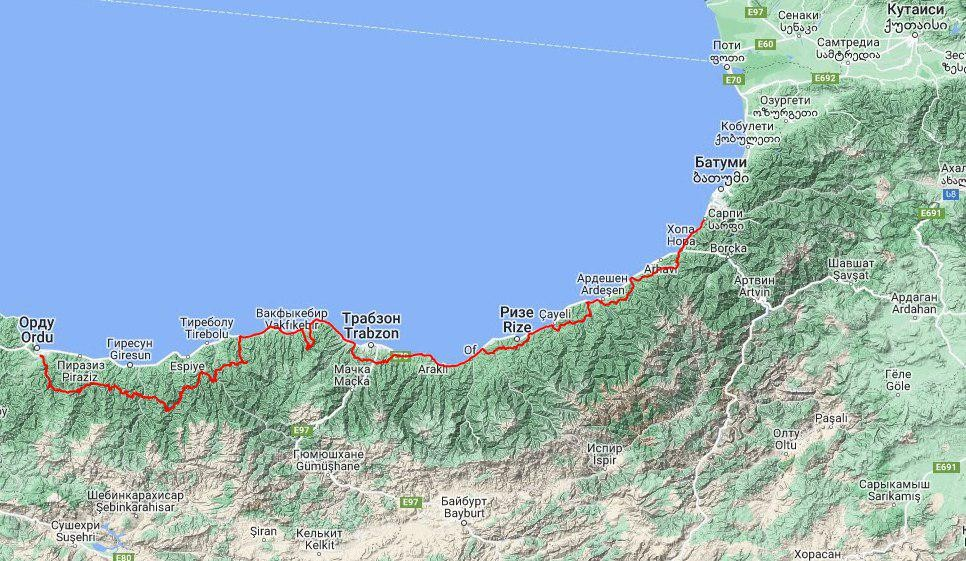 E97
Сенаки
სენაკი
Кутаиси
ქუთაისი
Поти
ფოთი
E60
Самтредиа
სამტრედია
E70
E692
Озургети
ოზურგეთი
Кобулети
ქობულეთი
Батуми
ბათუმი
ს8
E691
Сарпи
სარფი
Хопа
Hopa
Borçka
Arhavi
Ардешен
Ardeşen
Артвин
Artvin
Шавшат
Şavşat
Ардаган
Ardahan
Ризе
Rize
Çayeli
Of
Araklı
Трабзон
Trabzon
Вакфыкебир
Vakfıkebir
Тиреболу
Tirebolu
Гиресун
Giresun
Espiye
Орду
Ordu
Пиразиз
Piraziz
Мачка
Maçka
Гёле
Göle
Paşali
Олту
Oltu
Испир
İspir
E97
Гюмюшхане
Gümüşhane
E691
Сарыкамыш
Sarıkamış
Шебинкарахисар
Şebinkarahisar
E97
Байбурт
Bayburt
Сушехри
Suşehri
Şiran
Келькит
Kelkit
E80
Хорасан